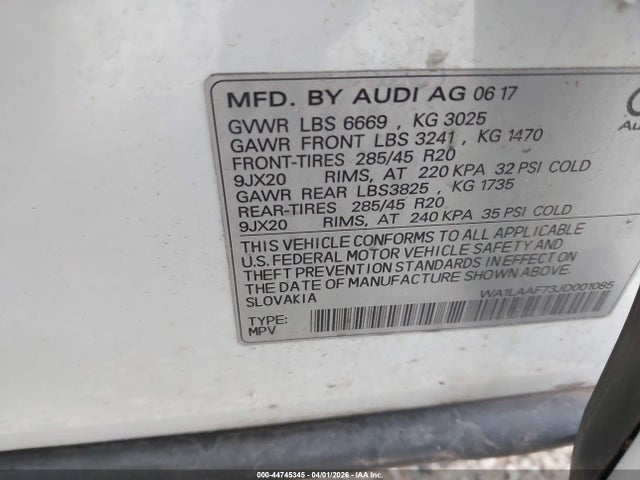 MFD. BY AUDI AG 06 17
GVWR LBS 6669 , KG 3025
GAWR FRONT LBS 3241 , KG 1470
FRONT-TIRES 285/45 R20
9JX20 RIMS, AT 220 KPA 32 PSI COLD
GAWR REAR LBS3825 , KG 1735
REAR-TIRES 285/45 R20
9JX20 RIMS, AT 240 KPA 35 PSI COLD
THIS VEHICLE CONFORMS TO ALL APPLICABLE
U.S. FEDERAL MOTOR VEHICLE SAFETY AND
THEFT PREVENTION STANDARDS IN EFFECT ON
THE DATE OF MANUFACTURE SHOWN ABOVE.
SLOVAKIA
WA1LAAF73JD001085
TYPE:
MPV
000-44745345 - 04/01/2026 - COPYRIGHT IAA, LLC